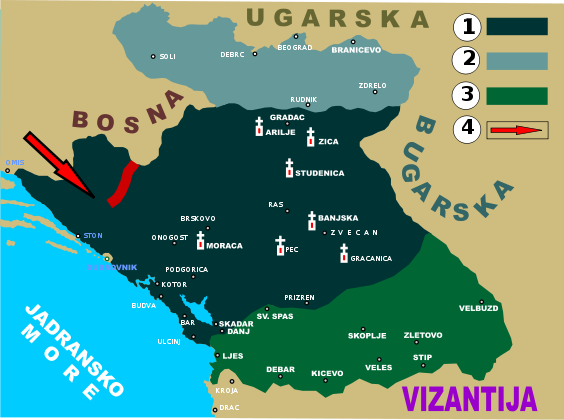 UGARSKA
BEOGRAD
BRANICEVO
DEBRC
SOLI
ZDRELO
RUDNIK
1
2
3
4
BOSNA
BUGARSKA
GRADAC
ARILJE
ZICA
STUDENICA
OMIS
RAS
BANJSKA
BRSKOVO
ZVECAN
STON
ONOGOST
MORACA
PEC
GRACANICA
PODGORICA
KOTOR
PRIZREN
BUDVA
SV. SPAS
VELBUZD
BAR
SKADAR
DANJ
ULCINJ
SKOPLJE
ZLETOVO
LJES
STIP
DEBAR
KICEVO
VELES
KROJA
DRAC
JADRANSKO
MORE
VIZANTIJA